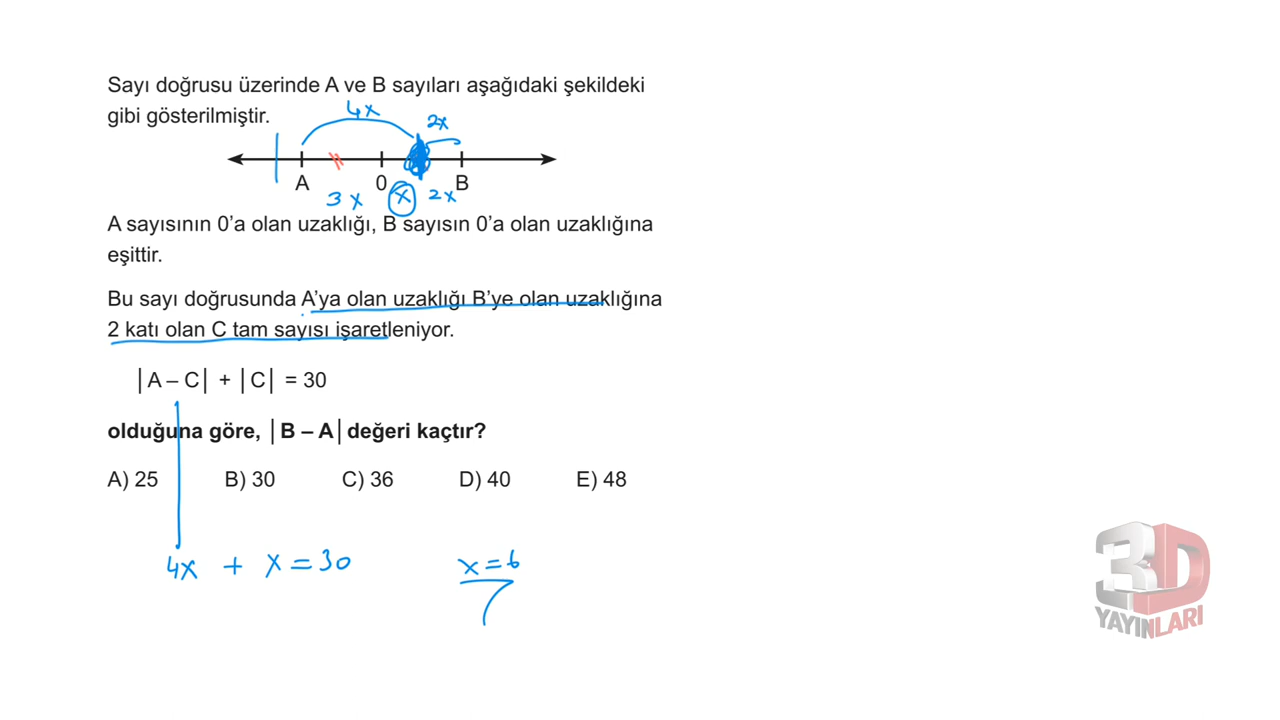 Sayı doğrusu üzerinde A ve B sayıları aşağıdaki şekildeki
gibi gösterilmiştir.
4x
2x
A
0
B
3x
x
2x
A sayısının 0’a olan uzaklığı, B sayısın 0’a olan uzaklığına
eşittir.
Bu sayı doğrusunda A’ya olan uzaklığı B’ye olan uzaklığına
2 katı olan C tam sayısı işaretleniyor.
|A – C| + |C| = 30
olduğuna göre, |B – A| değeri kaçtır?
A) 25 B) 30 C) 36 D) 40 E) 48
4x + x = 30
x = 6
3D
YAYINLARI